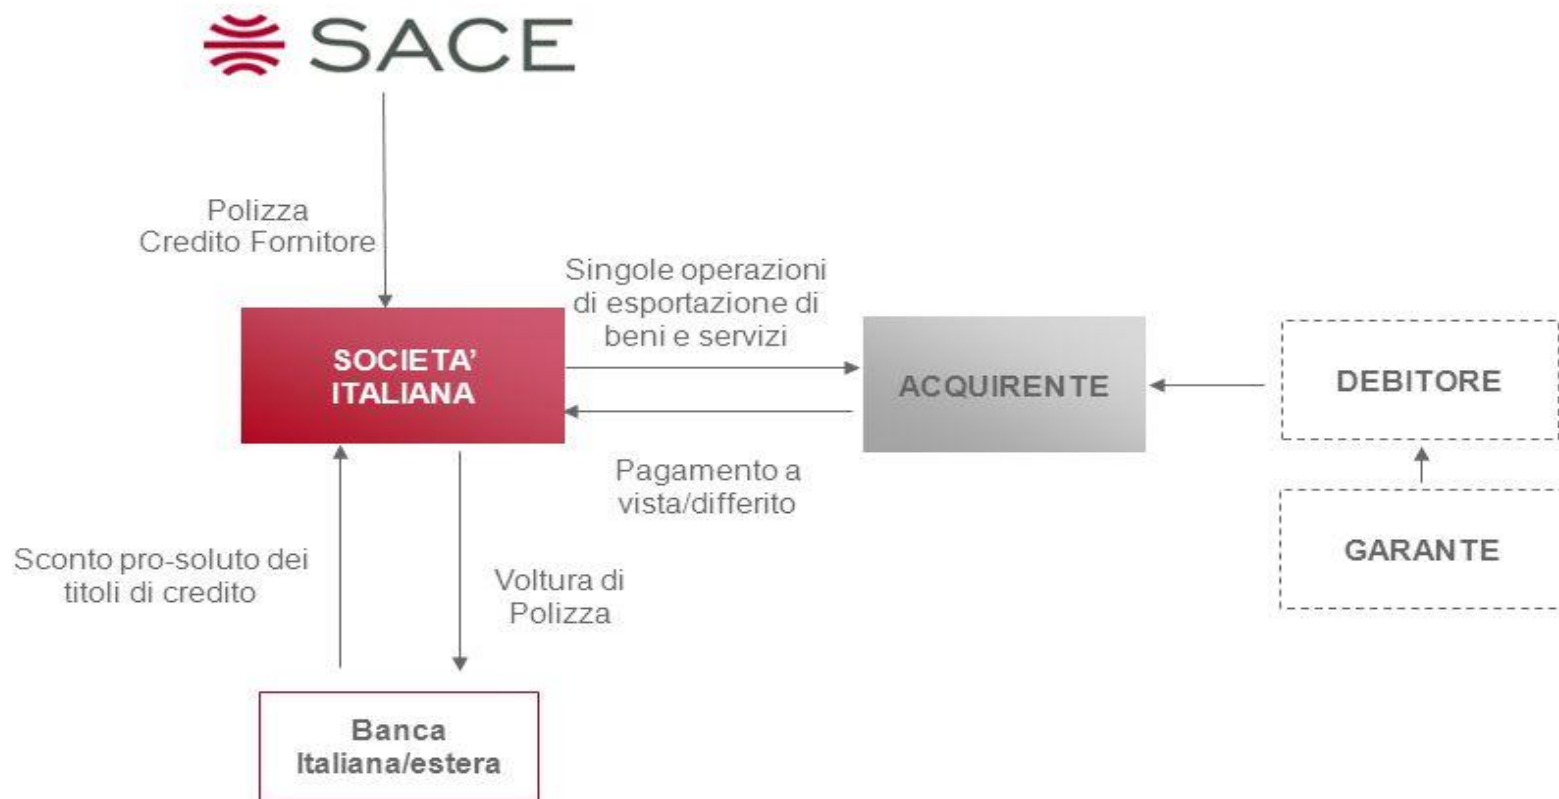 SACE
Polizza
Credito Fornitore
Singole operazioni
di esportazione di
beni e servizi
SOCIETA’
ITALIANA
ACQUIRENTE
DEBITORE
Pagamento a
vista/differito
GARANTE
Sconto pro-soluto dei
titoli di credito
Voltura di
Polizza
Banca
Italiana/estera